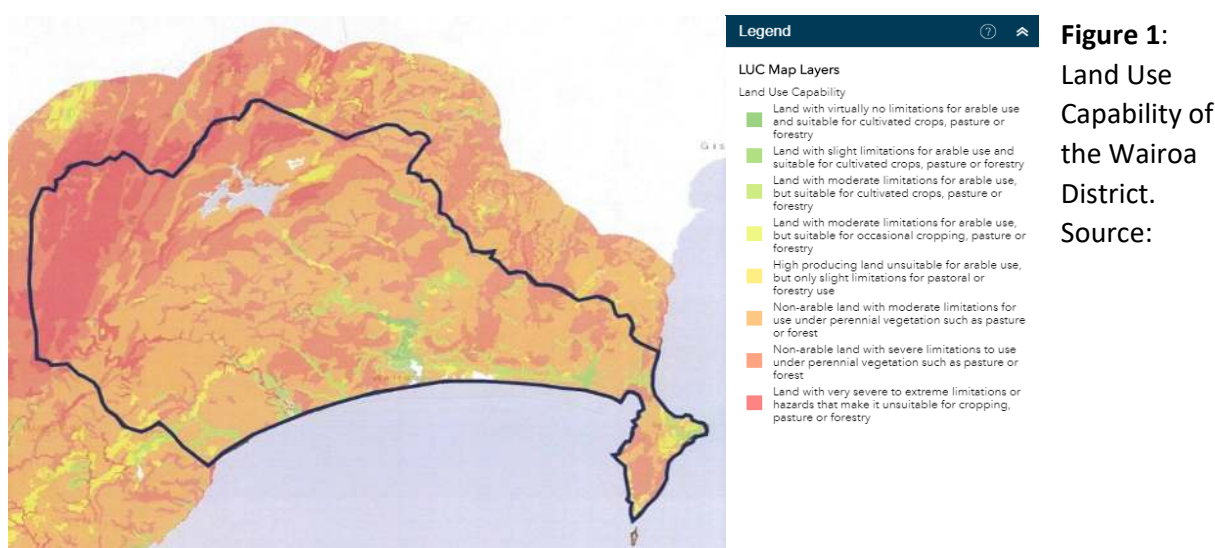 Legend
LUC Map Layers
Land Use Capability
Land with virtually no limitations for arable use
and suitable for cultivated crops, pasture or
forestry
Land with slight limitations for arable use and
suitable for cultivated crops, pasture or forestry
Land with moderate limitations for arable use,
but suitable for cultivated crops, pasture or
forestry
Land with moderate limitations for arable use,
but suitable for occasional cropping, pasture or
forestry
High producing land unsuitable for arable use,
but only slight limitations for pastoral or
forestry use
Non-arable land with moderate limitations for
use under perennial vegetation such as pasture
or forest
Non-arable land with severe limitations to use
under perennial vegetation such as pasture or
forest
Land with very severe to extreme limitations or
hazards that make it unsuitable for cropping,
pasture or forestry
Figure 1:
Land Use
Capability of
the Wairoa
District.
Source: